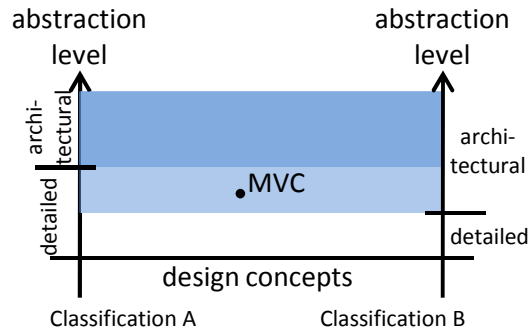 abstraction
level
abstraction
level
archi-
tectural
detailed
MVC
archi-
tectural
detailed
design concepts
Classification A
Classification B